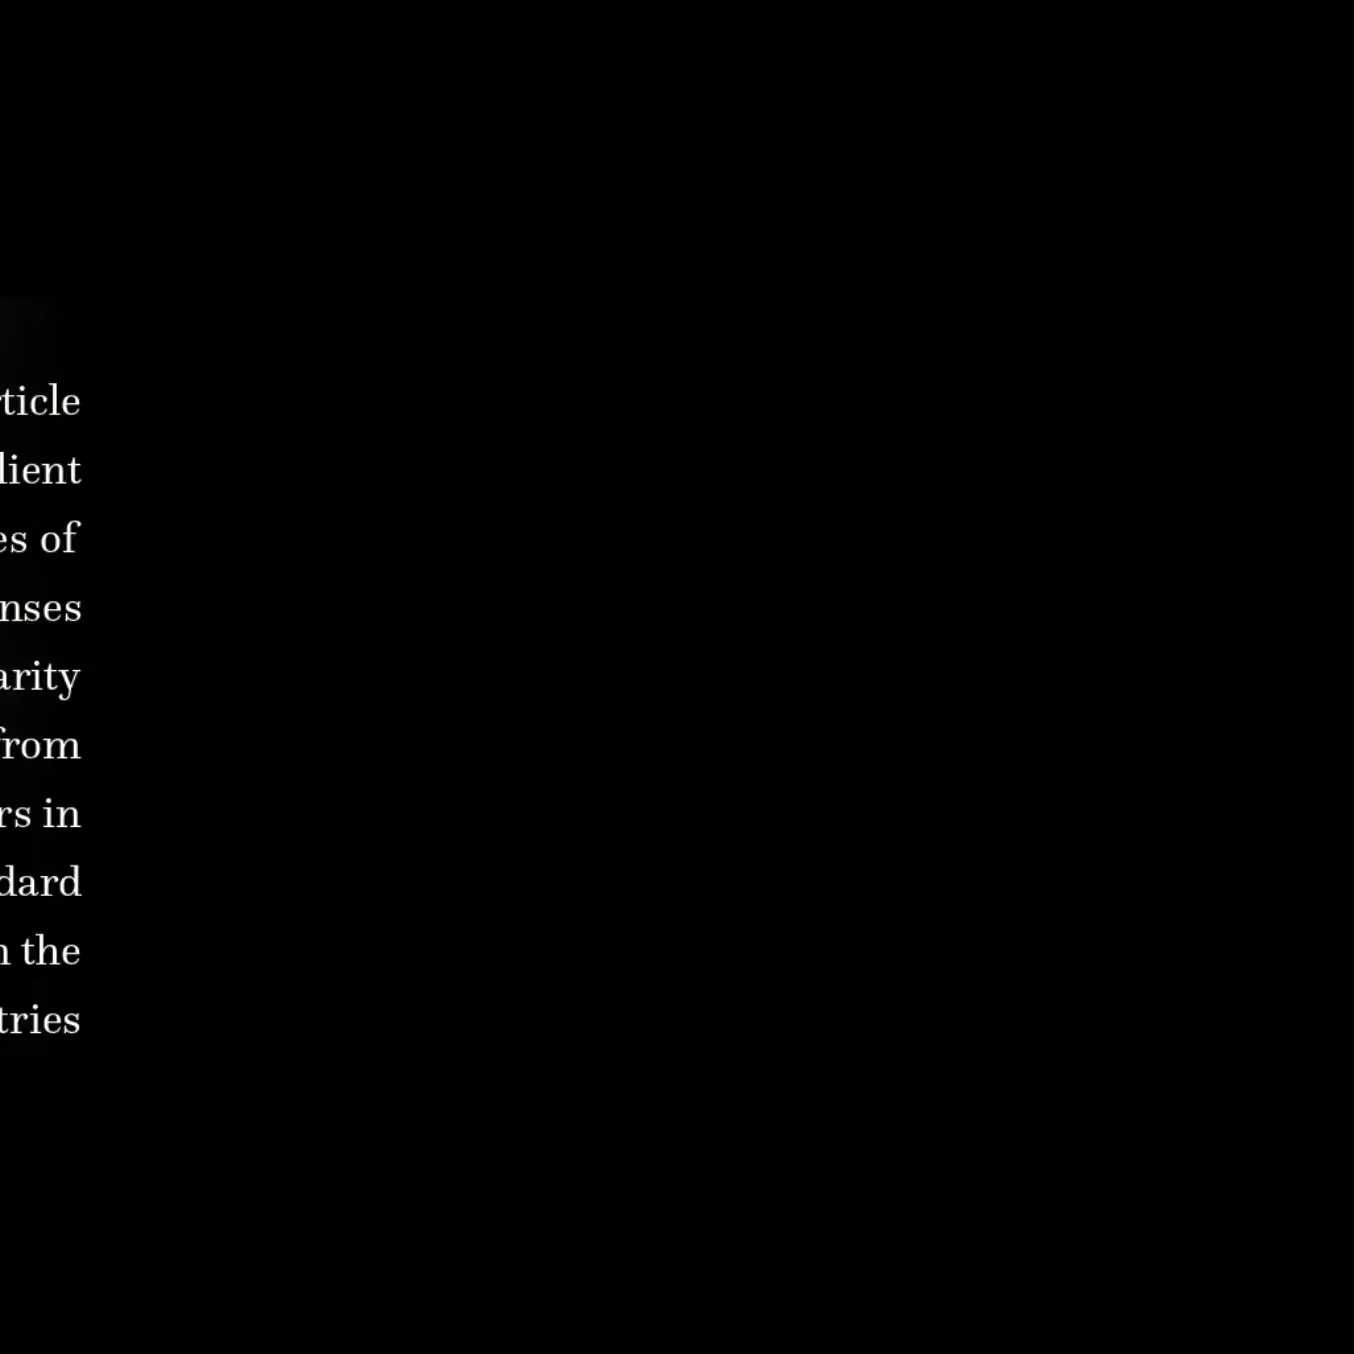 ticle
lient
es of
nses
arity
from
rs in
dard
n the
tries